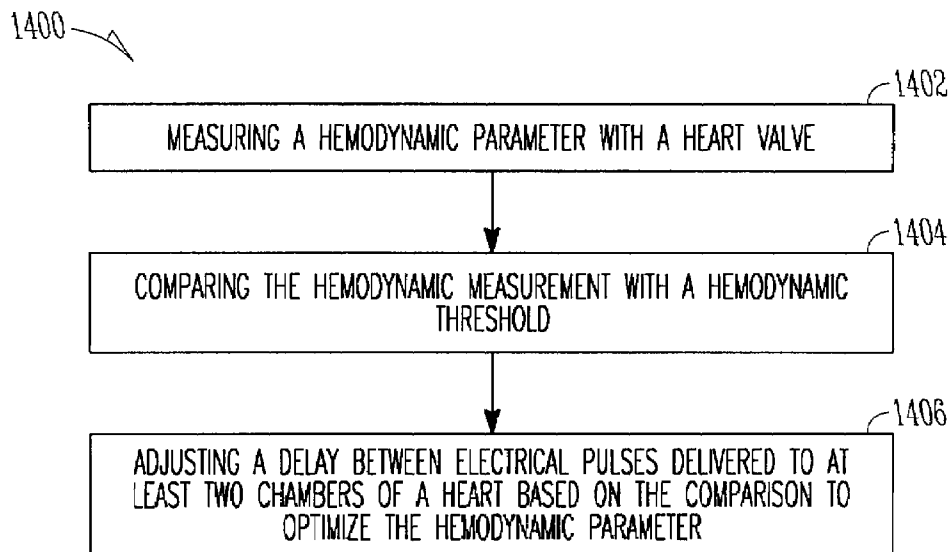 1400
1402
MEASURING A HEMODYNAMIC PARAMETER WITH A HEART VALVE
1404
COMPARING THE HEMODYNAMIC MEASUREMENT WITH A HEMODYNAMIC
THRESHOLD
1406
ADJUSTING A DELAY BETWEEN ELECTRICAL PULSES DELIVERED TO AT
LEAST TWO CHAMBERS OF A HEART BASED ON THE COMPARISON TO
OPTIMIZE THE HEMODYNAMIC PARAMETER